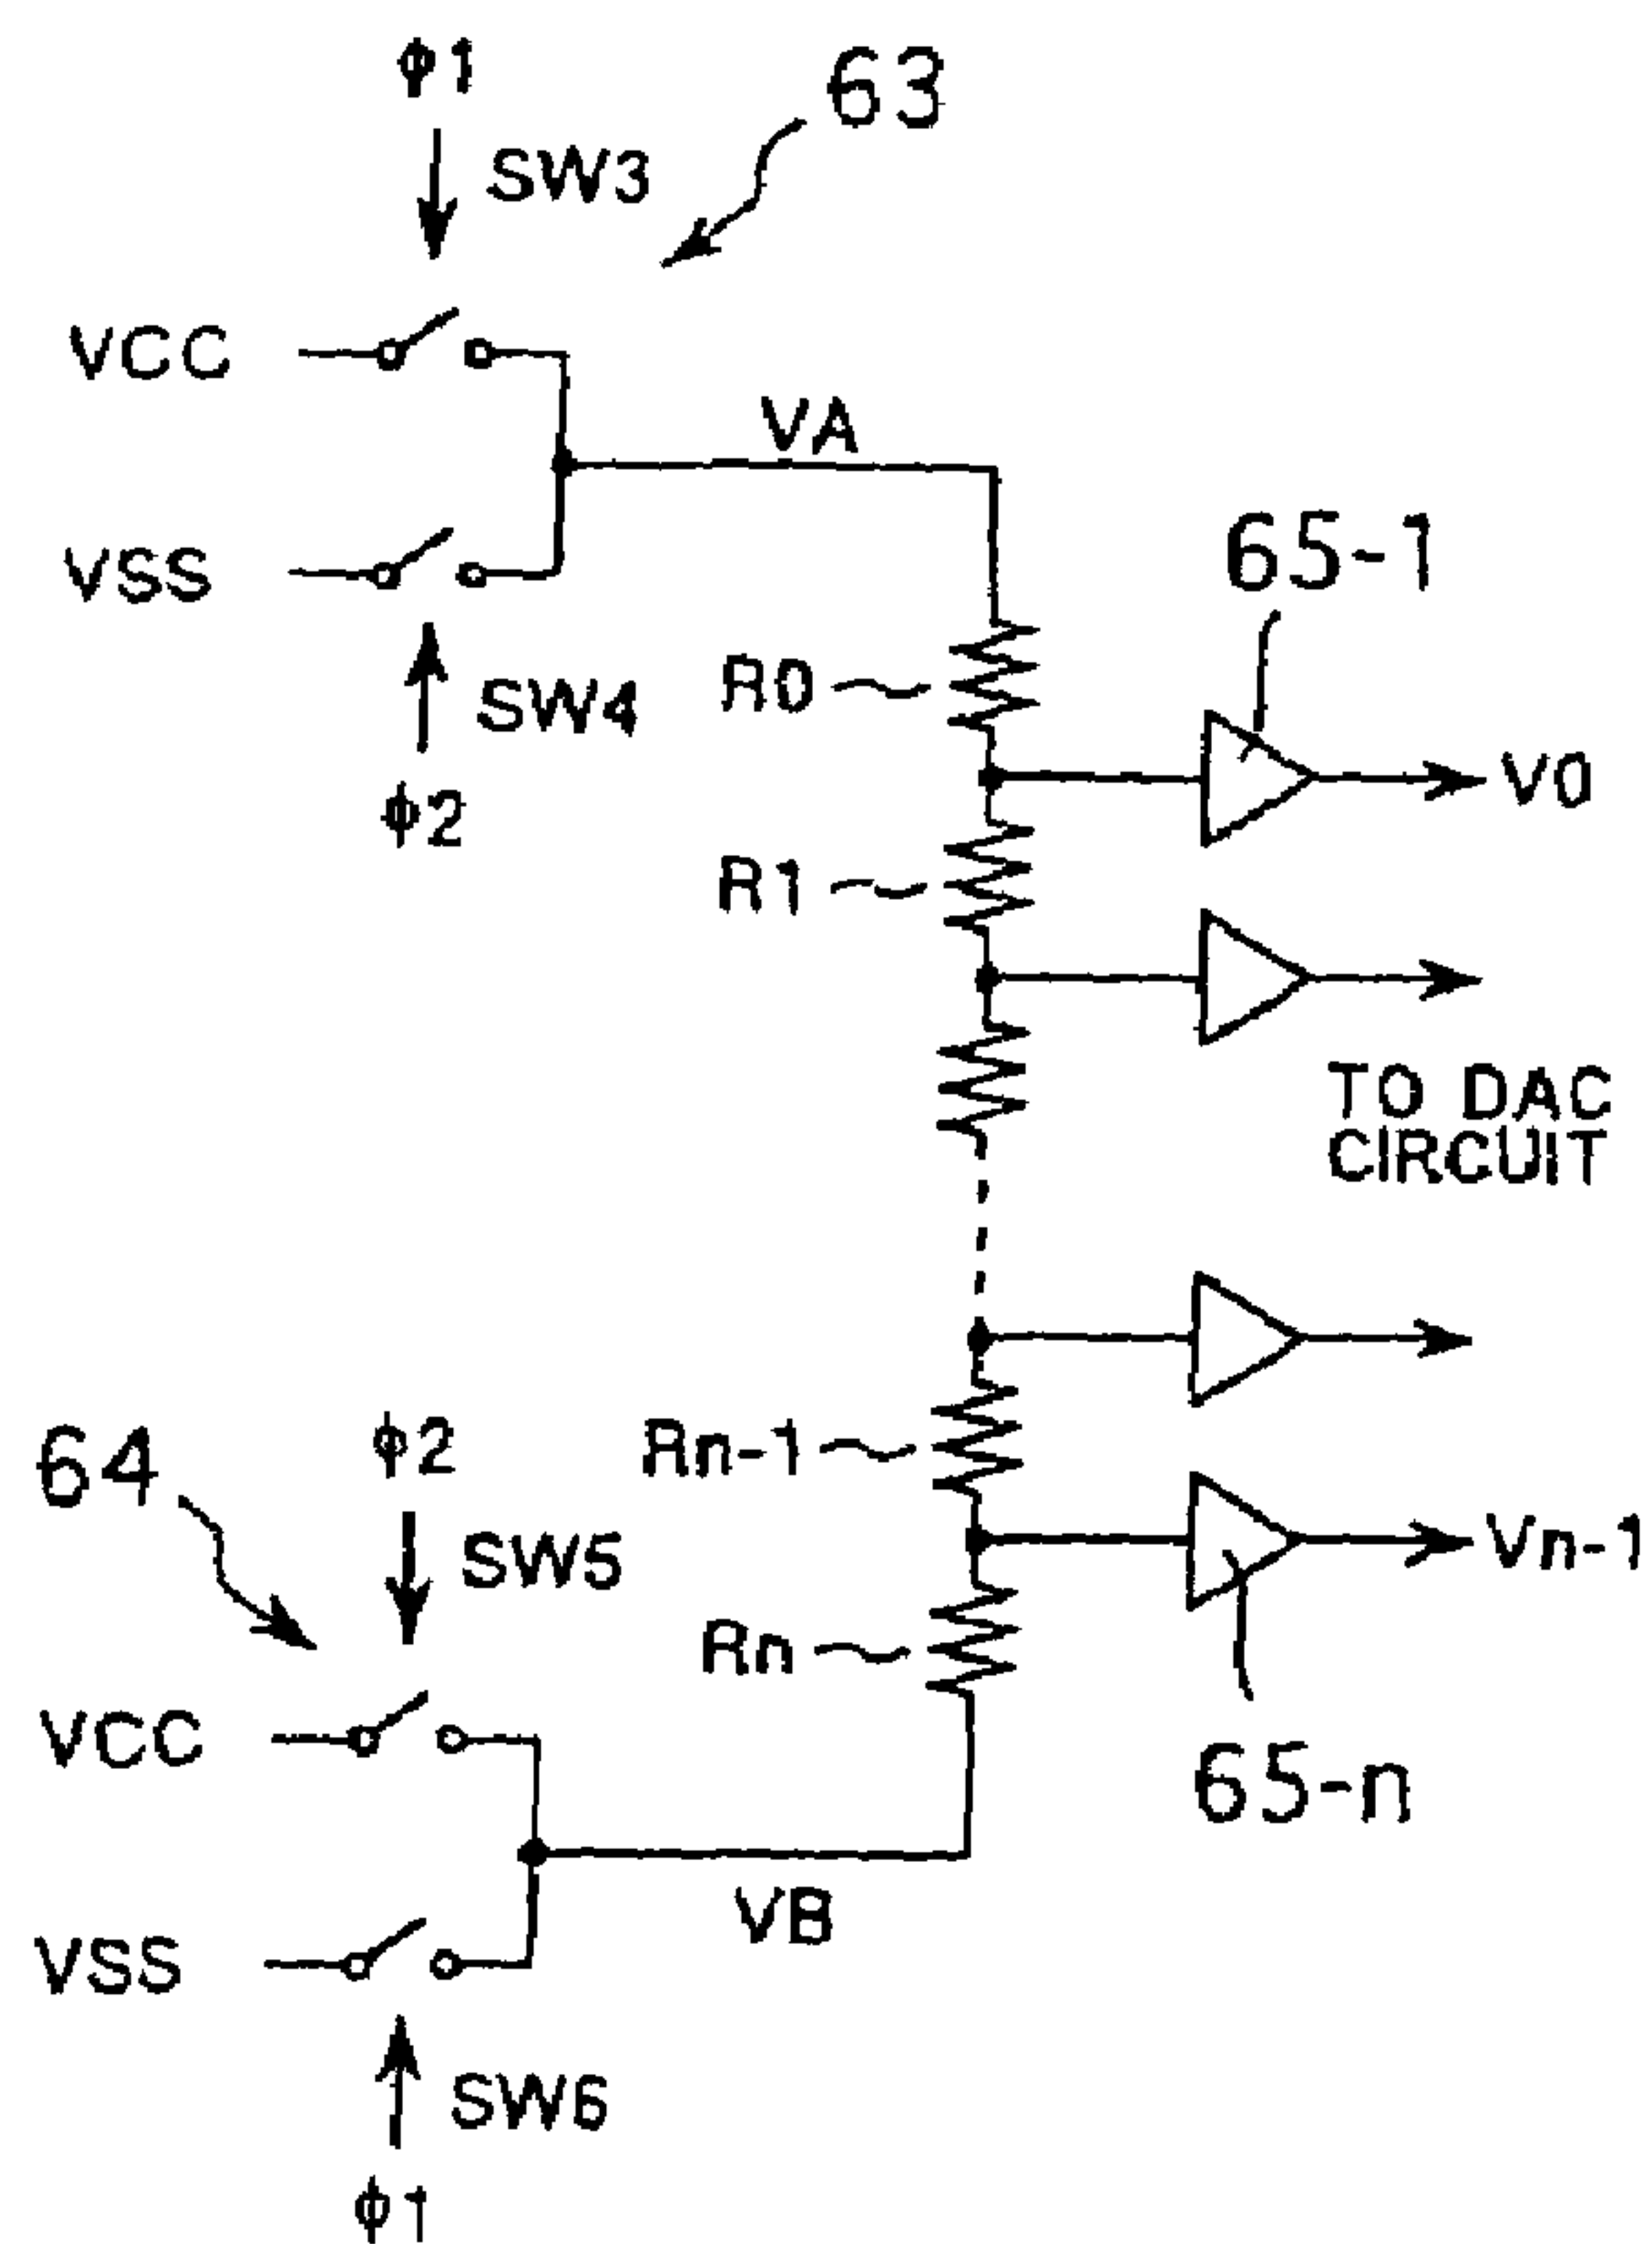 φ1
63
SW3
VCC
VA
VSS
65-1
R0
SW4
V0
φ2
R1
TO DAC
CIRCUIT
64
φ2
Rn-1
SW5
Vn-1
Rn
VCC
65-n
VB
VSS
SW6
φ1